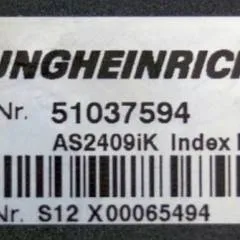 UNGHEINRICH
Nr. 51037594
AS2409iK Index
Nr. S12 X00065494